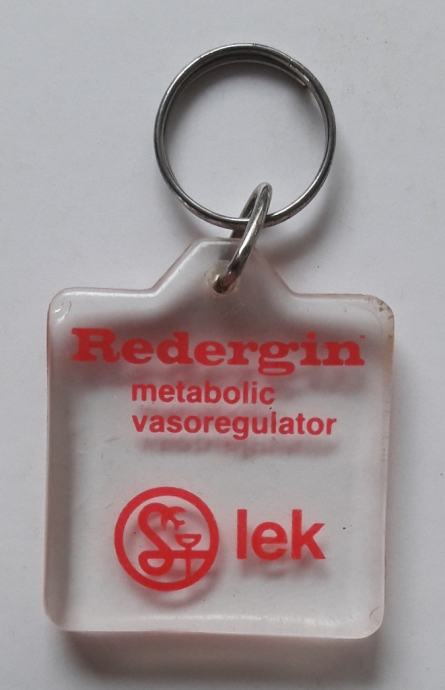 Redergin
metabolic
vasoregulator
lek